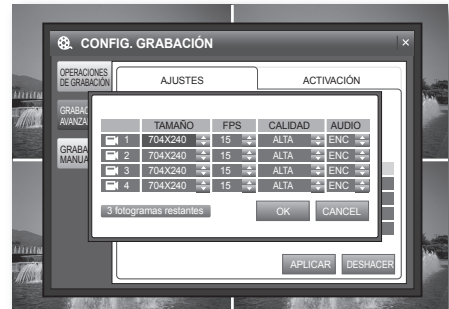 CONFIG. GRABACIÓN ×
OPERACIONES
DE GRABACIÓN
AJUSTES ACTIVACIÓN
GRABAC
AVANZA
GRABA
MANUA
TAMAÑO FPS CALIDAD AUDIO
1 704X240 15 ALTA ENC
2 704X240 15 ALTA ENC
3 704X240 15 ALTA ENC
4 704X240 15 ALTA ENC
3 fotogramas restantes OK CANCEL
APLICAR DESHACER